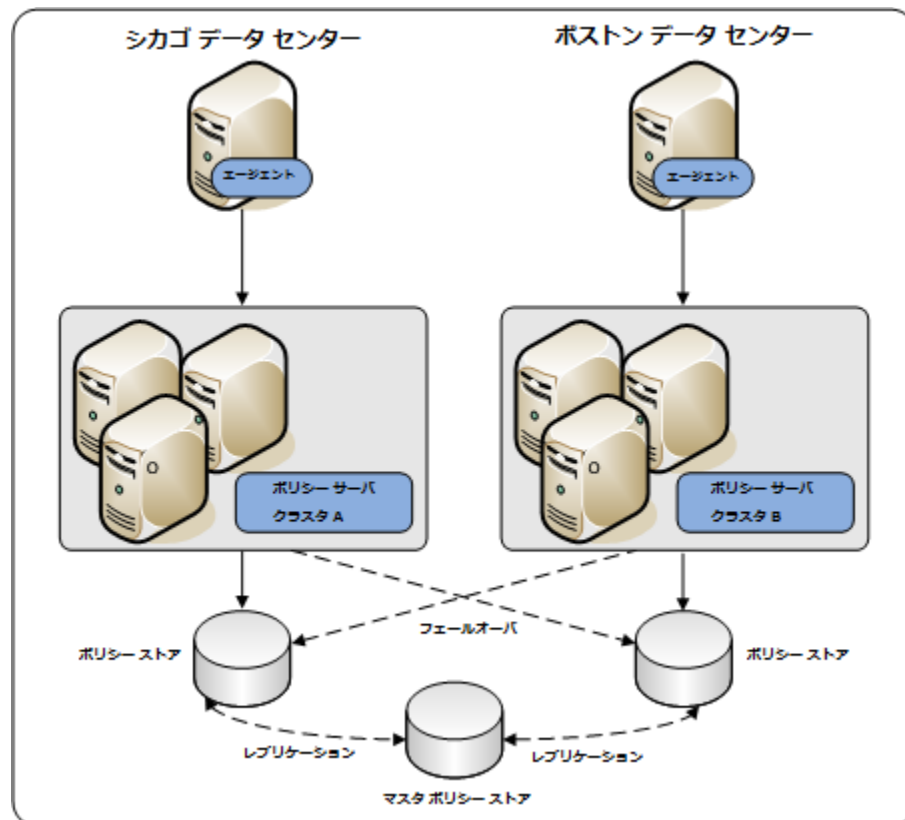 シカゴ データ センター
ボストン データ センター
エージェント
エージェント
ポリシー サーバ
クラスタ A
ポリシー サーバ
クラスタ B
フェールオーバ
ポリシー ストア
ポリシー ストア
レプリケーション
レプリケーション
マスタ ポリシー ストア